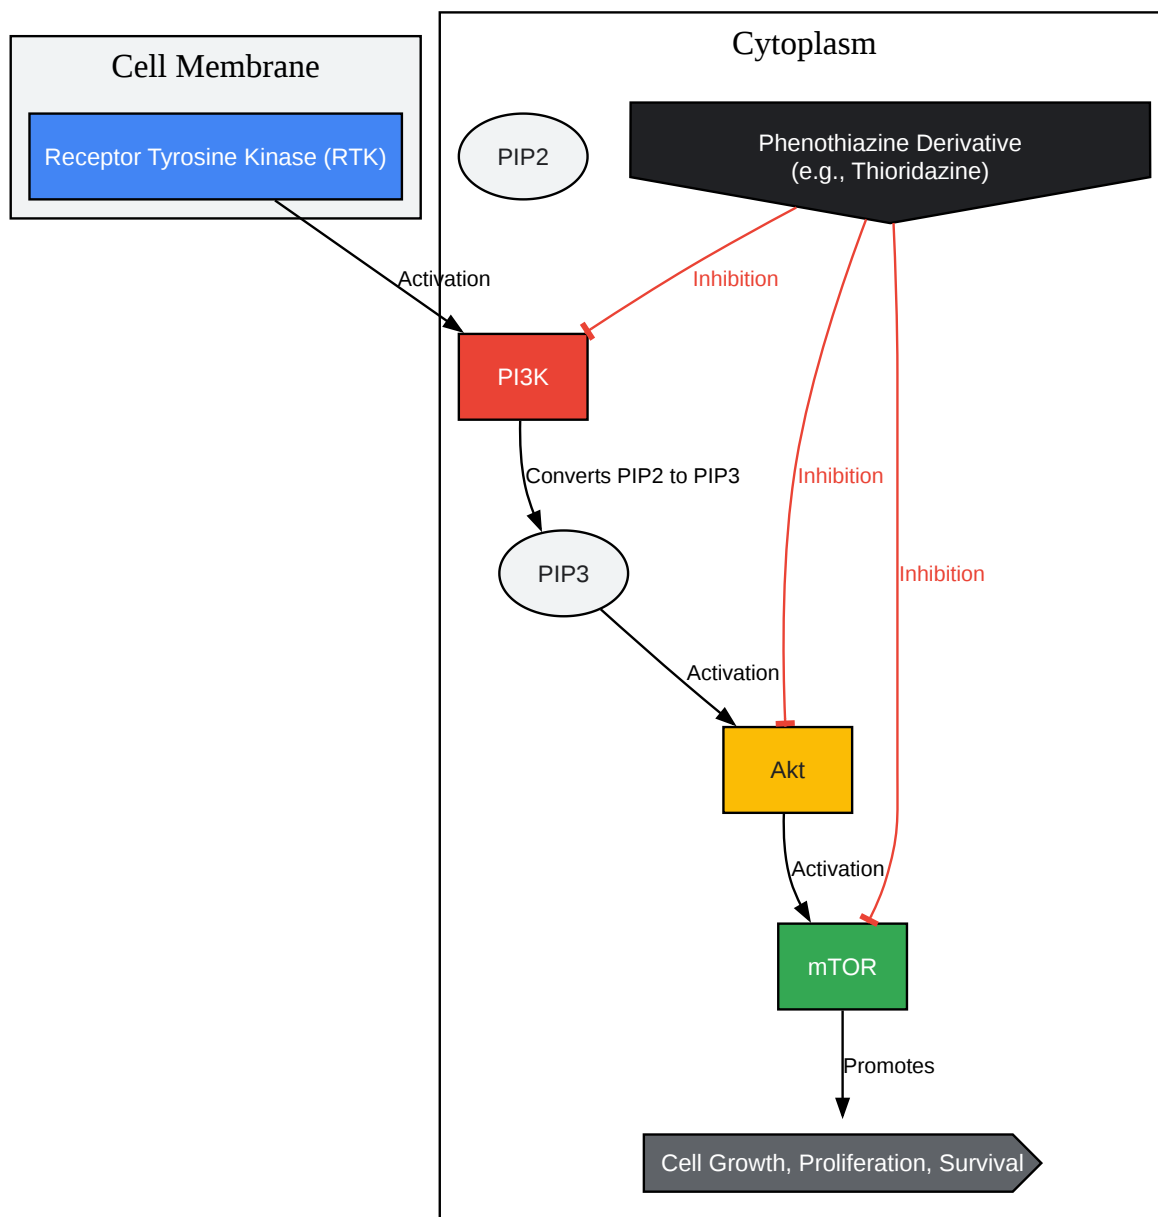 Cytoplasm
Cell Membrane
Receptor Tyrosine Kinase (RTK)
PIP2
Phenothiazine Derivative
(e.g., Thioridazine)
Activation
Inhibition
PI3K
Converts PIP2 to PIP3
Inhibition
PIP3
Inhibition
Activation
Akt
Activation
mTOR
Promotes
Cell Growth, Proliferation, Survival